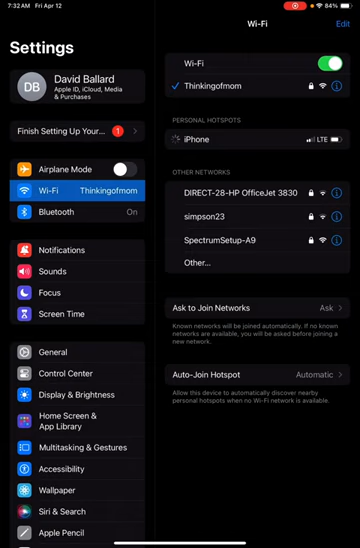 7:32 AM Fri Apr 12
84%
Settings
DB
David Ballard
Apple ID, iCloud, Media
& Purchases
Finish Setting Up Your...
1
Airplane Mode
Wi-Fi Thinkingofmom
Bluetooth On
Notifications
Sounds
Focus
Screen Time
General
Control Center
Display & Brightness
Home Screen &
App Library
Multitasking & Gestures
Accessibility
Wallpaper
Siri & Search
Apple Pencil
Wi-Fi
Edit
Wi-Fi
Thinkingofmom
PERSONAL HOTSPOTS
iPhone LTE
OTHER NETWORKS
DIRECT-28-HP OfficeJet 3830
simpson23
SpectrumSetup-A9
Other...
Ask to Join Networks Ask
Known networks will be joined automatically. If no known
networks are available, you will be asked before joining a
new network.
Auto-Join Hotspot Automatic
Allow this device to automatically discover nearby
personal hotspots when no Wi-Fi network is available.